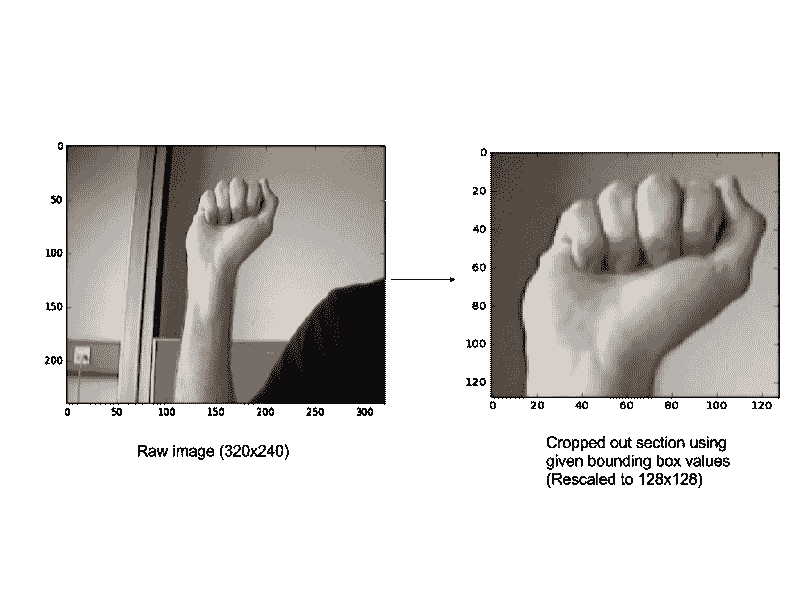 0
50
100
150
200
0 50 100 150 200 250 300
Raw image (320x240)
0
20
40
60
80
100
120
0 20 40 60 80 100 120
Cropped out section using
given bounding box values
(Rescaled to 128x128)